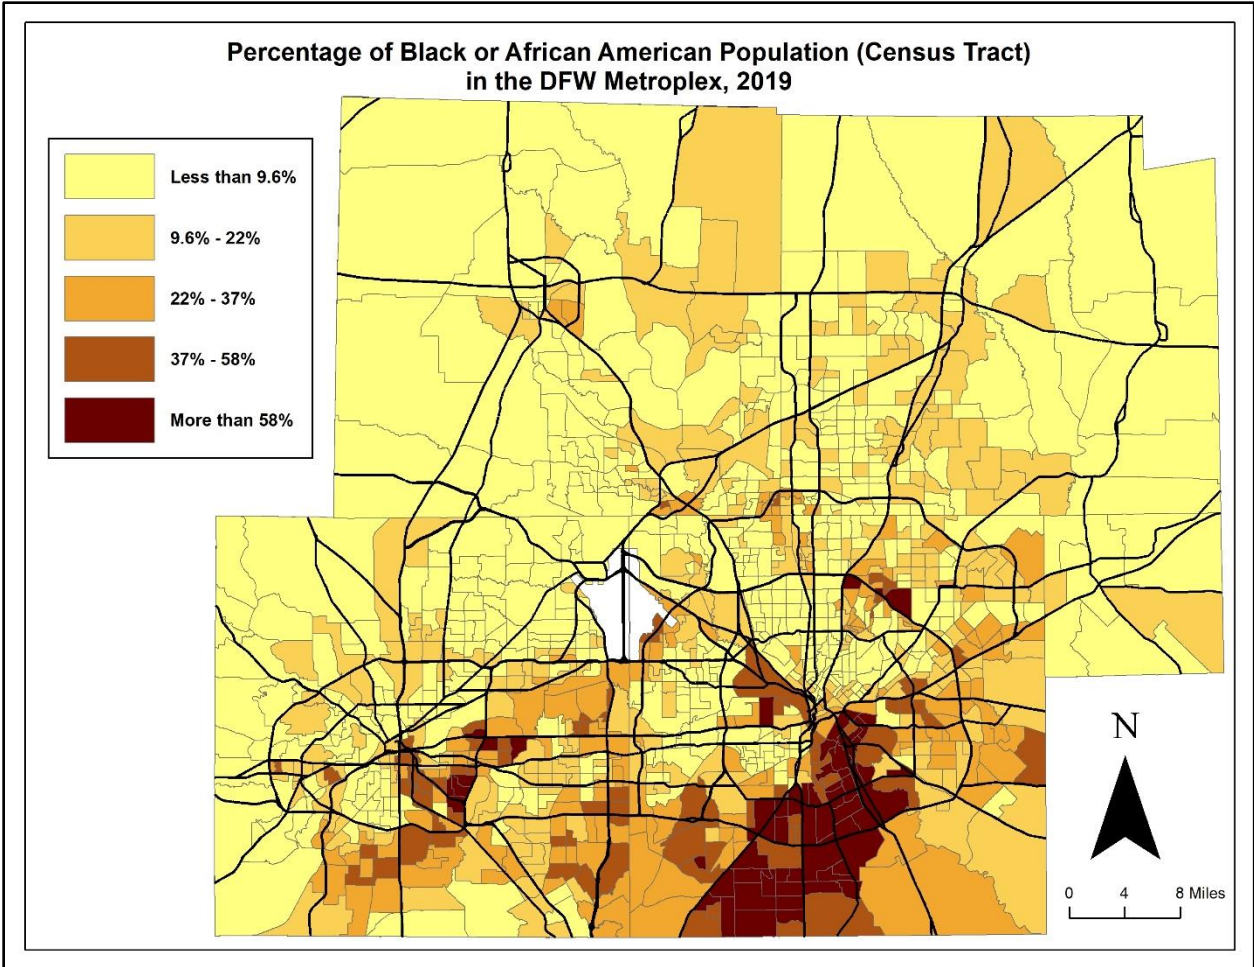 Percentage of Black or African American Population (Census Tract)
in the DFW Metroplex, 2019
Less than 9.6%
9.6% - 22%
22% - 37%
37% - 58%
More than 58%
N
0 4 8 Miles